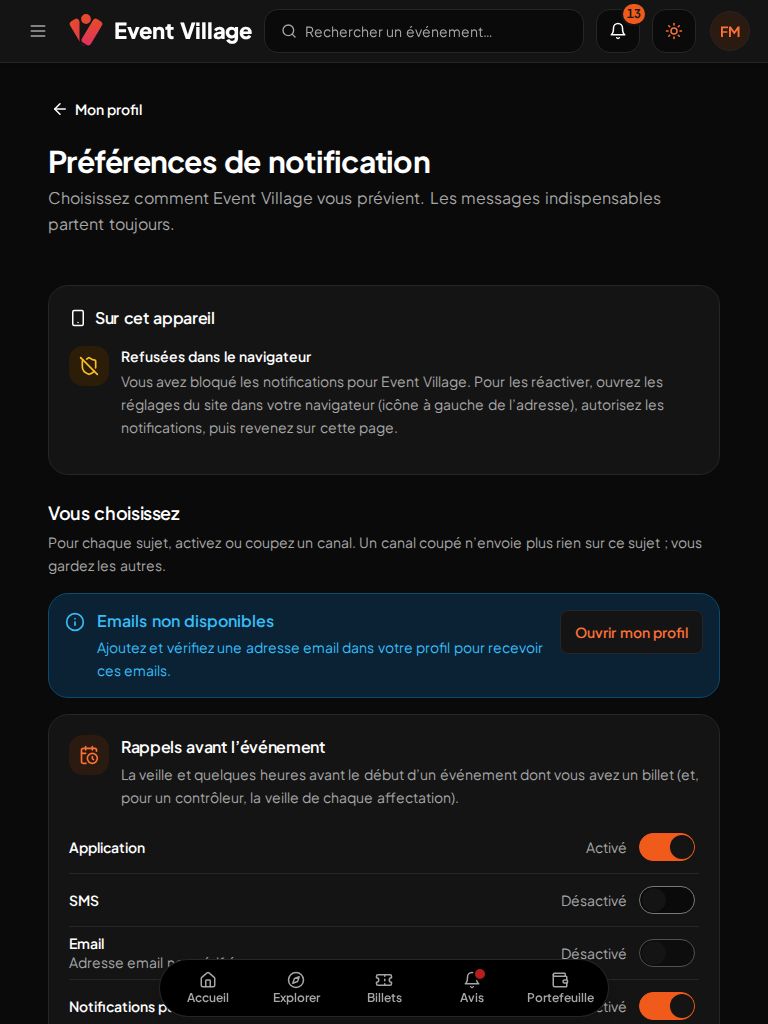 Event Village
Rechercher un événement…
13
FM
Mon profil
Préférences de notification
Choisissez comment Event Village vous prévient. Les messages indispensables
partent toujours.
Sur cet appareil
Refusées dans le navigateur
Vous avez bloqué les notifications pour Event Village. Pour les réactiver, ouvrez les
réglages du site dans votre navigateur (icône à gauche de l’adresse), autorisez les
notifications, puis revenez sur cette page.
Vous choisissez
Pour chaque sujet, activez ou coupez un canal. Un canal coupé n’envoie plus rien sur ce sujet ; vous
gardez les autres.
Emails non disponibles
Ouvrir mon profil
Ajoutez et vérifiez une adresse email dans votre profil pour recevoir
ces emails.
Rappels avant l’événement
La veille et quelques heures avant le début d’un événement dont vous avez un billet (et,
pour un contrôleur, la veille de chaque affectation).
Application
Activé
SMS
Désactivé
Email
Désactivé
Adresse email
Notifications
Accueil
Explorer
Billets
Avis
Portefeuille